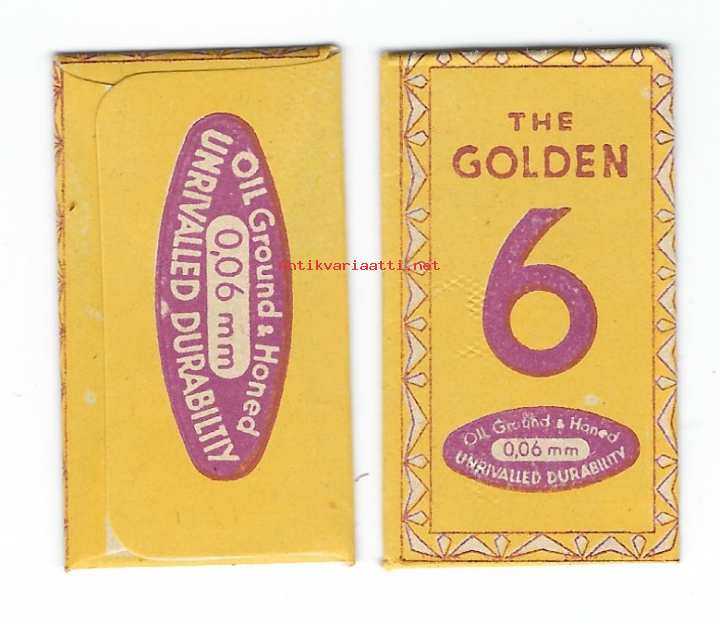 OIL Ground & Honed
0,06 mm
UNRIVALLED DURABILTIY
THE
GOLDEN
6
OIL Ground & Honed
0,06 mm
UNRIVALLED DURABILITY
Antikvariaatti.net